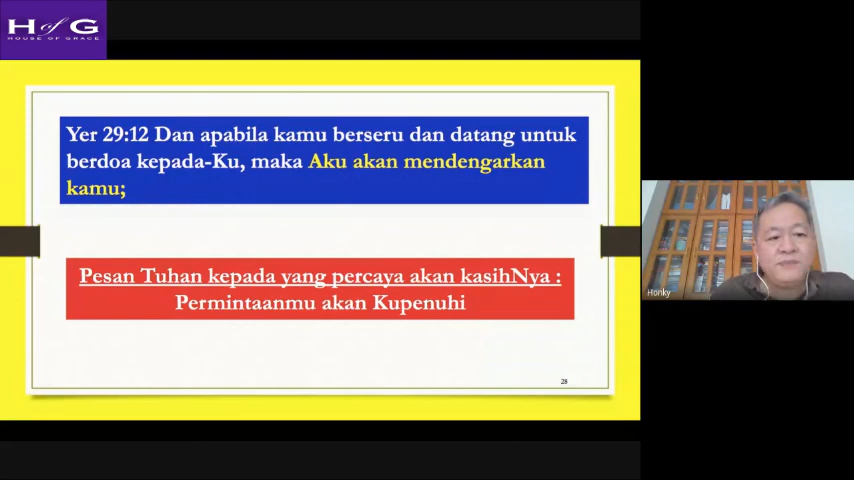 H of G
HOUSE OF GRACE
Yer 29:12 Dan apabila kamu berseru dan datang untuk
berdoa kepada-Ku, maka Aku akan mendengarkan
kamu;
Pesan Tuhan kepada yang percaya akan kasihNya :
Permintaanmu akan Kupenuhi
28
Honky